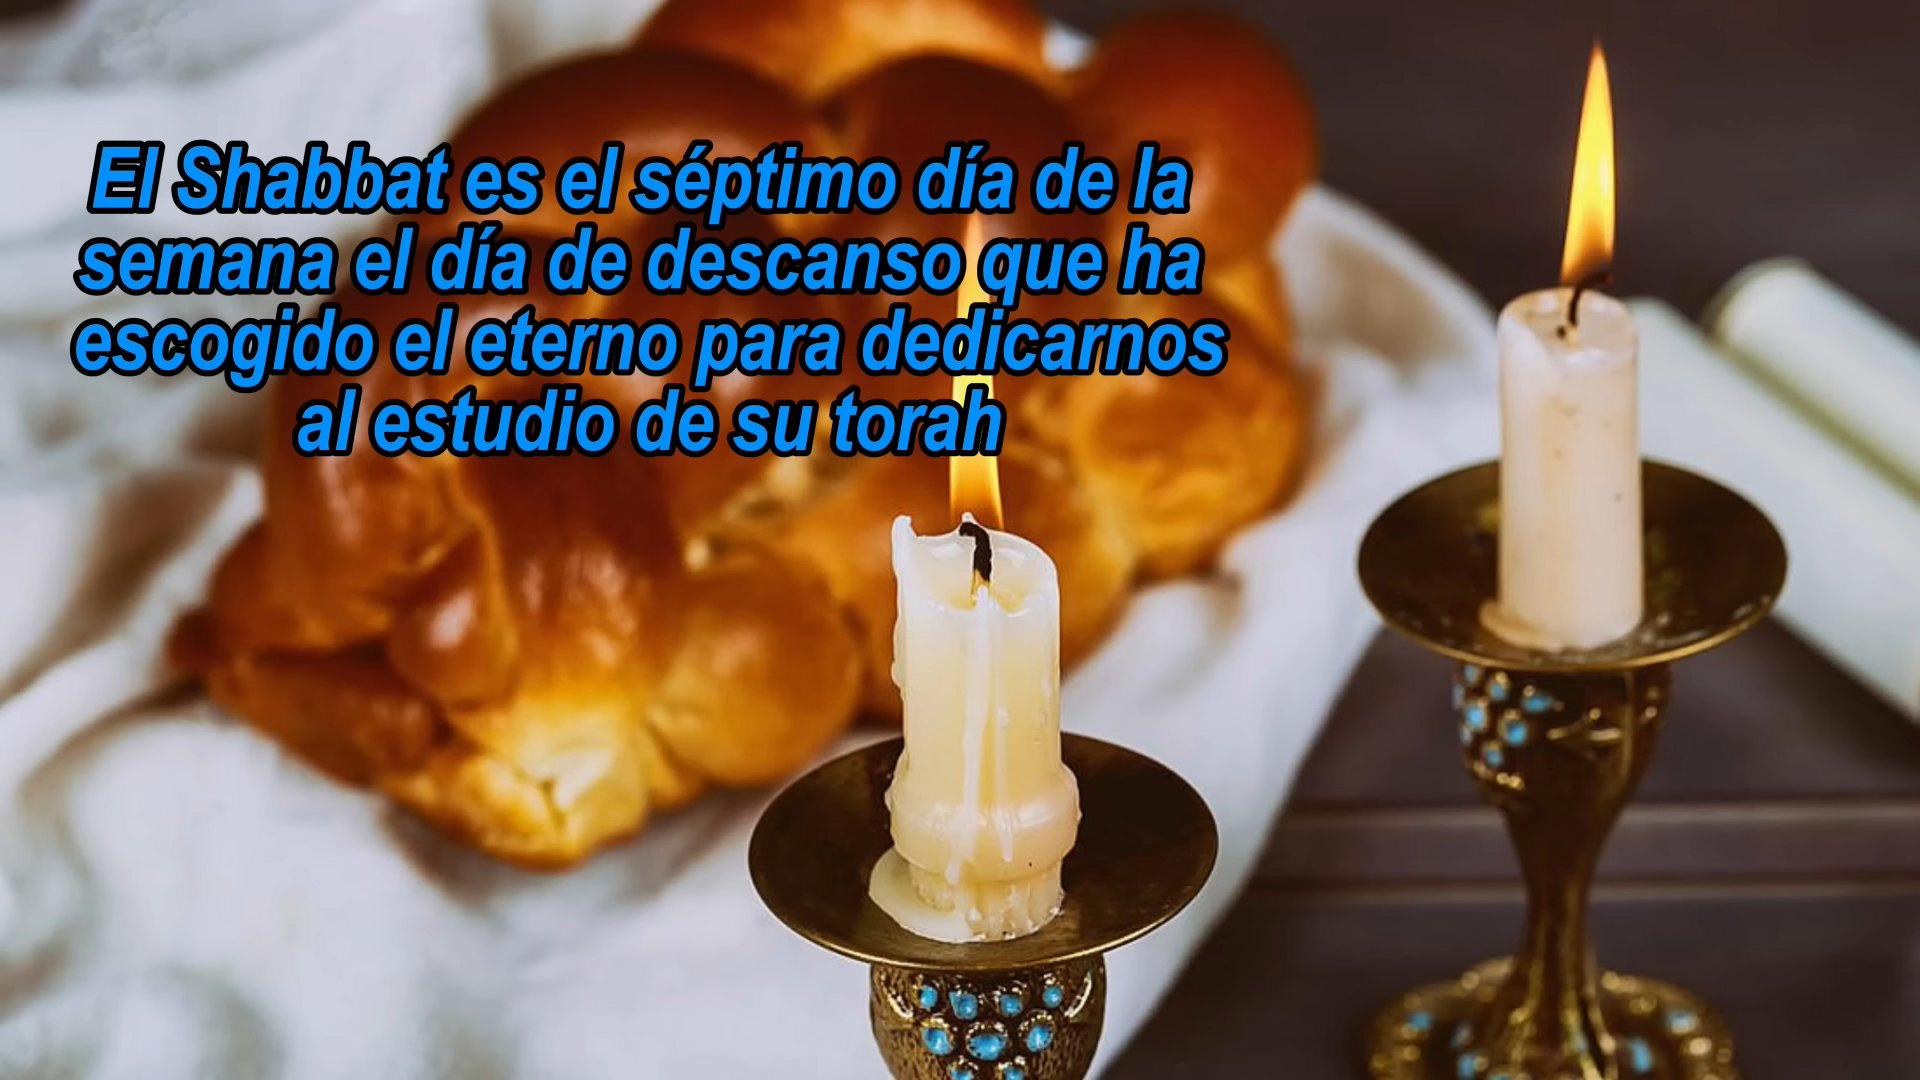 El Shabbat es el séptimo día de la
semana el día de descanso que ha
escogido el eterno para dedicarnos
al estudio de su torah